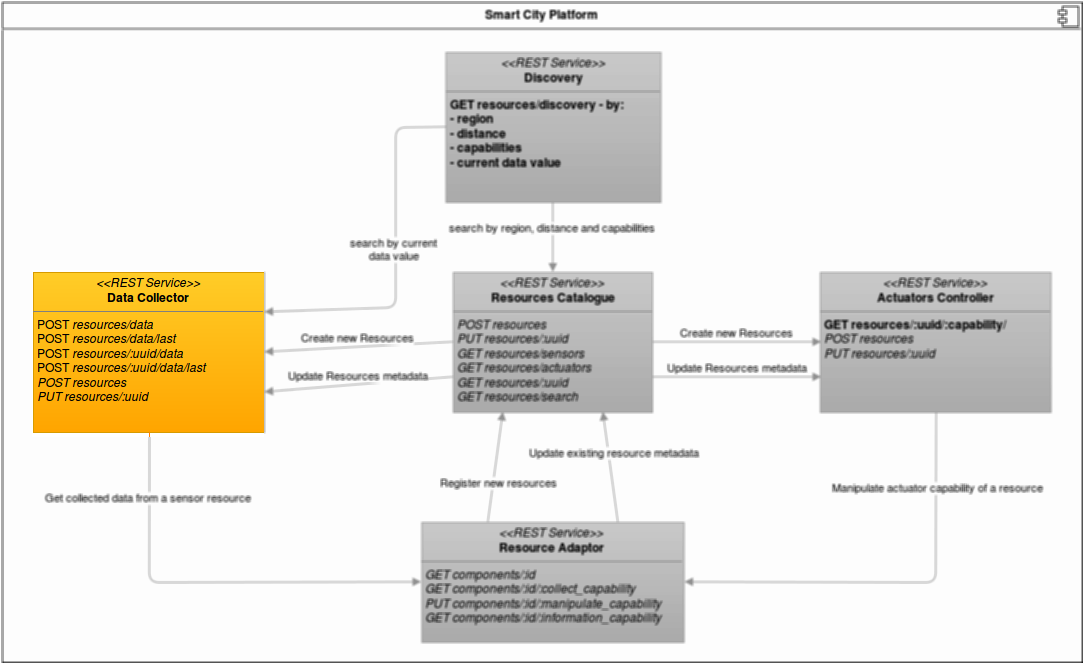 Smart City Platform
<<REST Service>>
Discovery
GET resources/discovery - by:
- region
- distance
- capabilities
- current data value
search by region, distance and capabilities
search by current
data value
<<REST Service>>
Data Collector
POST resources/data
POST resources/data/last
POST resources/:uuid/data
POST resources/:uuid/data/last
POST resources
PUT resources/:uuid
Create new Resources
Update Resources metadata
<<REST Service>>
Resources Catalogue
POST resources
PUT resources/:uuid
GET resources/sensors
GET resources/actuators
GET resources/:uuid
GET resources/search
Create new Resources
Update Resources metadata
<<REST Service>>
Actuators Controller
GET resources/:uuid/:capability/
POST resources
PUT resources/:uuid
Update existing resource metadata
Register new resources
Get collected data from a sensor resource
Manipulate actuator capability of a resource
<<REST Service>>
Resource Adaptor
GET components/:id
GET components/:id/:collect_capability
PUT components/:id/:manipulate_capability
GET components/:id/:information_capability